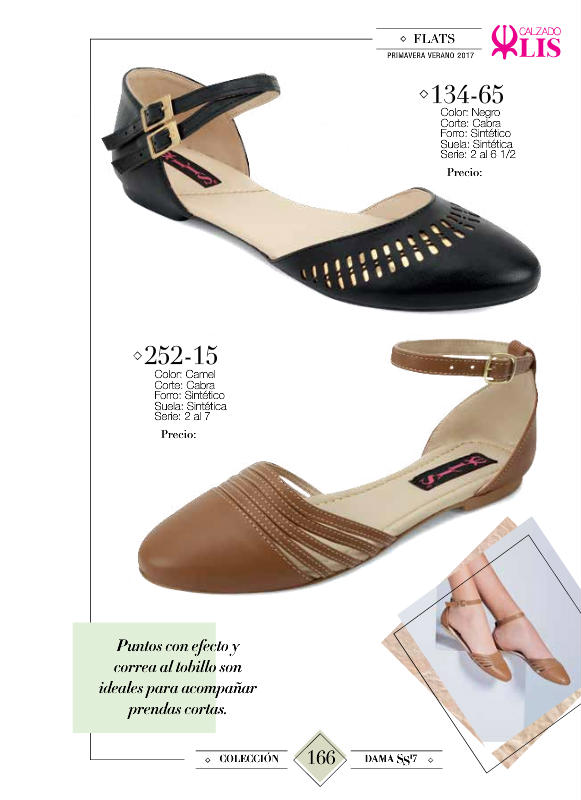 FLATS
PRIMAVERA VERANO 2017
CALZADO
LIS
134-65
Color: Negro
Corte: Cabra
Forro: Sintético
Suela: Sintética
Serie: 2 al 6 1/2
Precio:
252-15
Color: Camel
Corte: Cabra
Forro: Sintético
Suela: Sintética
Serie: 2 al 7
Precio:
Puntos con efecto y
correa al tobillo son
ideales para acompañar
prendas cortas.
COLECCIÓN
166
DAMA SS'7